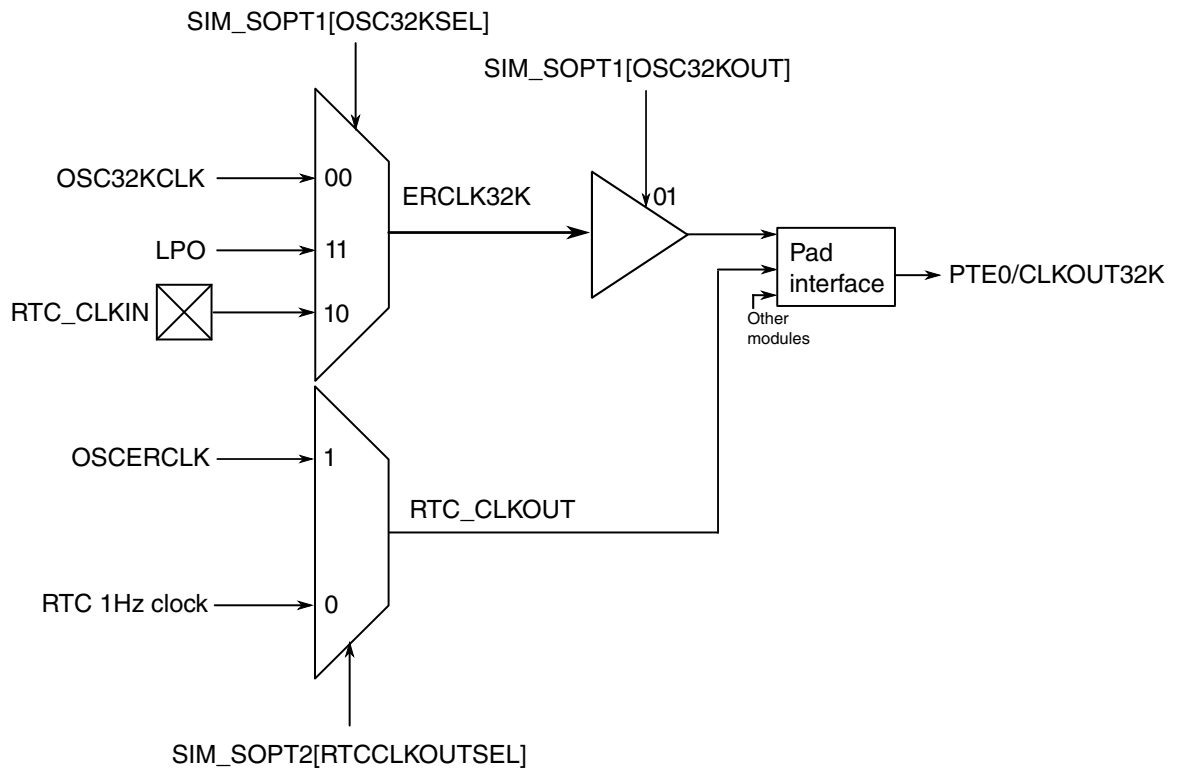 SIM_SOPT1[OSC32KSEL]
SIM_SOPT1[OSC32KOUT]
OSC32KCLK
00
ERCLK32K
01
LPO
11
Pad
interface
PTE0/CLKOUT32K
RTC_CLKIN
10
Other
modules
OSCERCLK
1
RTC_CLKOUT
RTC 1Hz clock
0
SIM_SOPT2[RTCCLKOUTSEL]